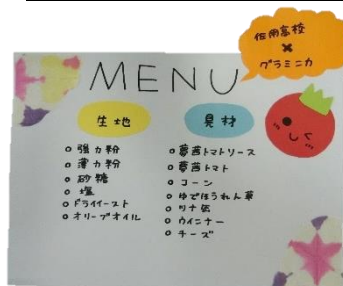 佐用高校
×
グラミニカ
MENU
生地
○強力粉
○薄力粉
○砂糖
○塩
○ドライイースト
○オリーブオイル
具材
○夢茜トマトソース
○夢茜トマト
○コーン
○ゆでほうれん草
○ツナ缶
○ウインナー
○チーズ